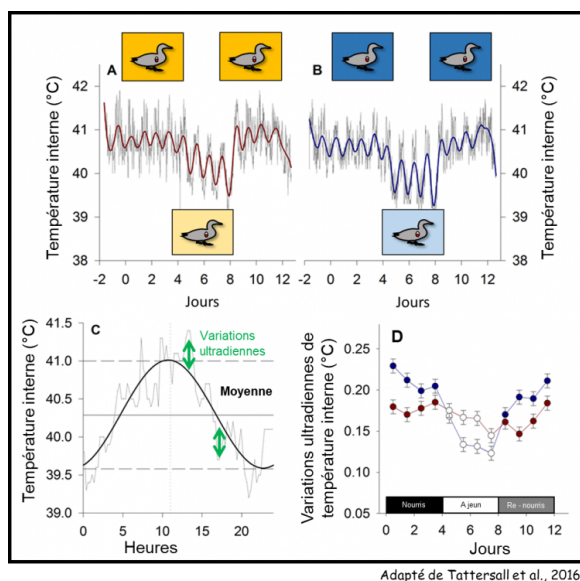 A
B
Température interne (°C)
42
41
40
39
38
-2 0 2 4 6 8 10 12
Jours
42
41
40
39
38
Température interne (°C)
-2 0 2 4 6 8 10 12
Jours
C
Variations
ultradiennes
Moyenne
Température interne (°C)
41.5
41.0
40.5
40.0
39.5
39.0
0 5 10 15 20
Heures
D
Variations ultradiennes de
température interne (°C)
0.25
0.20
0.15
0.10
0.05
Nourris A jeun Re - nourris
0 2 4 6 8 10 12
Jours
Adapté de Tattersall et al., 2016